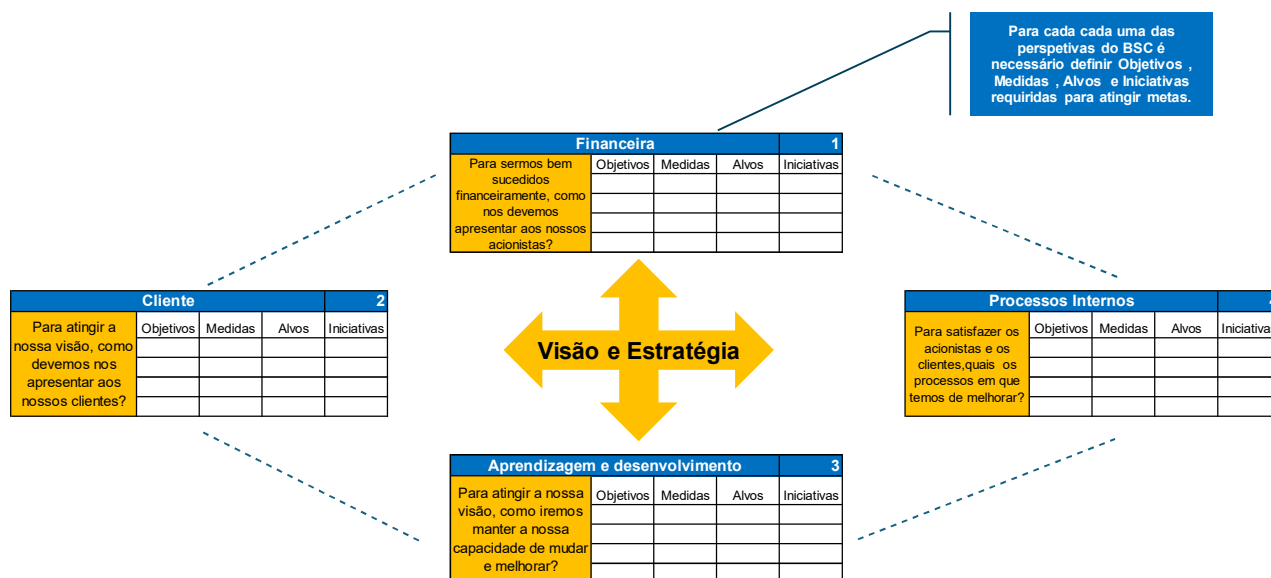 Para cada cada uma das
perspetivas do BSC é
necessário definir Objetivos ,
Medidas , Alvos e Iniciativas
requiridas para atingir metas.
Financeira 1
Para sermos bem
sucedidos
financeiramente, como
nos devemos
apresentar aos nossos
acionistas?
Objetivos Medidas Alvos Iniciativas
Cliente 2
Para atingir a
nossa visão, como
devemos nos
apresentar aos
nossos clientes?
Objetivos Medidas Alvos Iniciativas
Visão e Estratégia
Processos Internos
Para satisfazer os
acionistas e os
clientes,quais os
processos em que
temos de melhorar?
Objetivos Medidas Alvos Iniciativas
Aprendizagem e desenvolvimento 3
Para atingir a nossa
visão, como iremos
manter a nossa
capacidade de mudar
e melhorar?
Objetivos Medidas Alvos Iniciativas